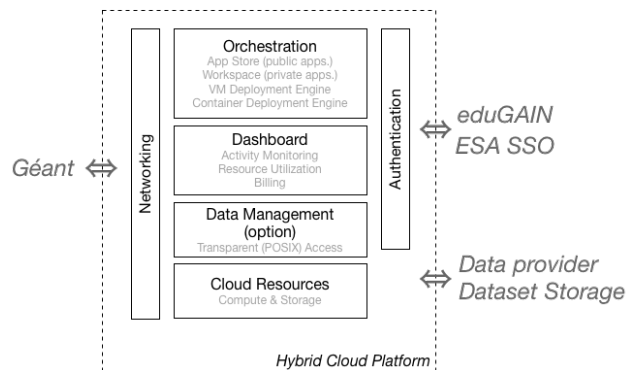 Géant
Networking
Orchestration
App Store (public apps.)
Workspace (private apps.)
VM Deployment Engine
Container Deployment Engine
Dashboard
Activity Monitoring
Resource Utilization
Billing
Data Management
(option)
Transparent (POSIX) Access
Cloud Resources
Compute & Storage
Authentication
eduGAIN
ESA SSO
Data provider
Dataset Storage
Hybrid Cloud Platform